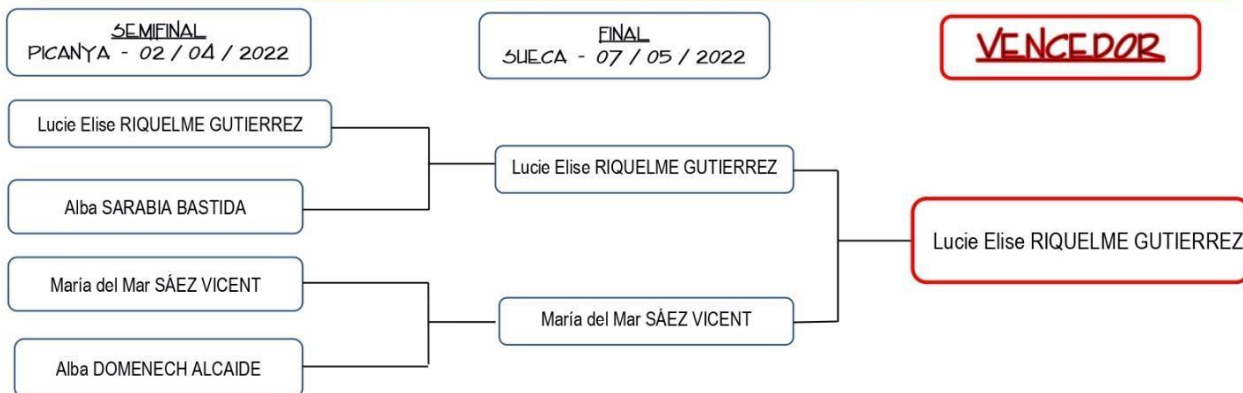 SEMIFINAL
PICANYA - 02 / 04 / 2022
FINAL
SUECA - 07 / 05 / 2022
VENCEDOR
Lucie Elise RIQUELME GUTIERREZ
Alba SARABIA BASTIDA
María del Mar SÁEZ VICENT
Alba DOMENECH ALCAIDE
Lucie Elise RIQUELME GUTIERREZ
María del Mar SÁEZ VICENT
Lucie Elise RIQUELME GUTIERREZ